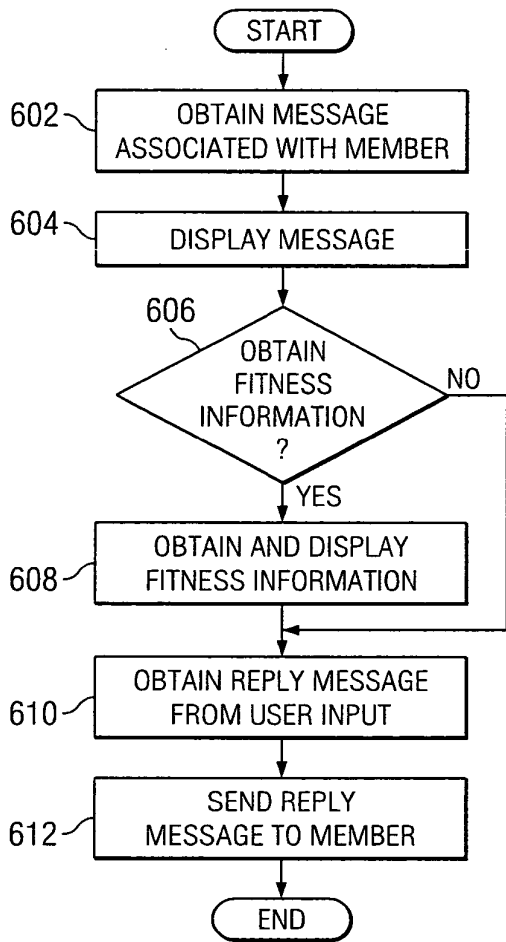 START
602
OBTAIN MESSAGE
ASSOCIATED WITH MEMBER
604
DISPLAY MESSAGE
606
OBTAIN
FITNESS
INFORMATION
?
NO
YES
608
OBTAIN AND DISPLAY
FITNESS INFORMATION
610
OBTAIN REPLY MESSAGE
FROM USER INPUT
612
SEND REPLY
MESSAGE TO MEMBER
END